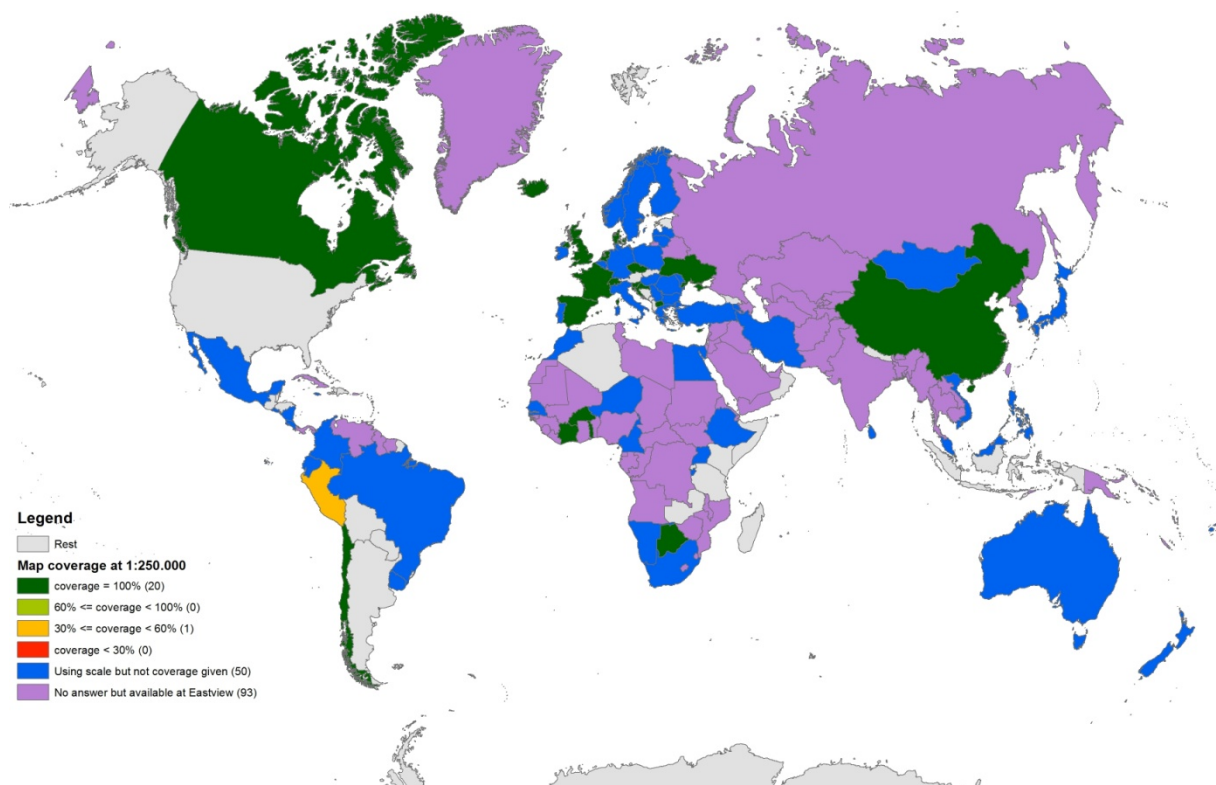 Legend
Rest
Map coverage at 1:250.000
coverage = 100% (20)
60% <= coverage < 100% (0)
30% <= coverage < 60% (1)
coverage < 30% (0)
Using scale but not coverage given (50)
No answer but available at Eastview (93)